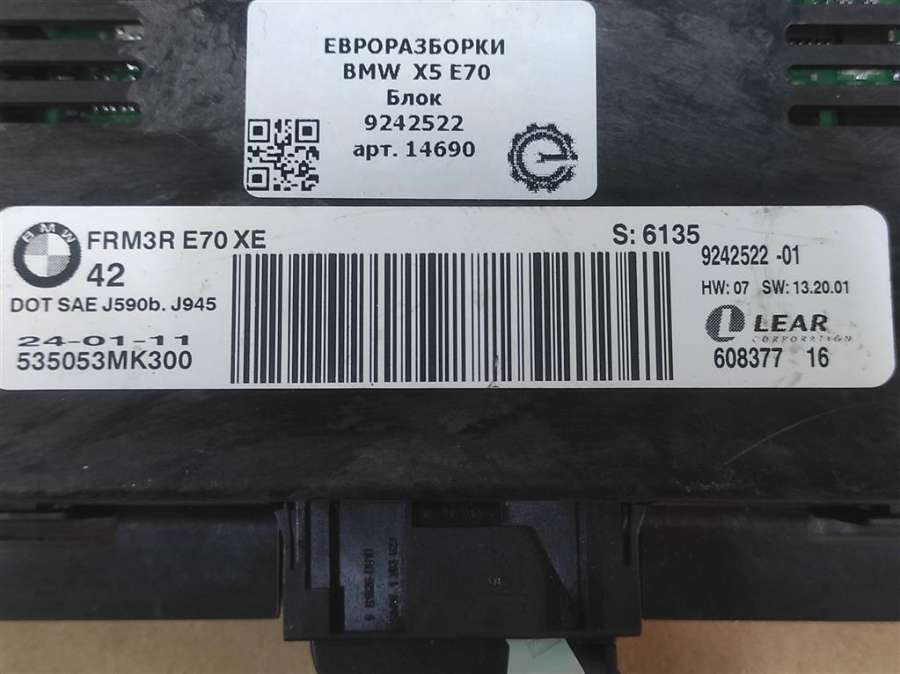 ЕВРОРАЗБОРКИ
BMW X5 E70
Блок
9242522
арт. 14690
BMW
FRM3R E70 XE
42
DOT SAE J590b. J945
24-01-11
535053MK300
S: 6135
9242522 -01
HW: 07 SW: 13.20.01
LEAR
CORPORATION
608377 16